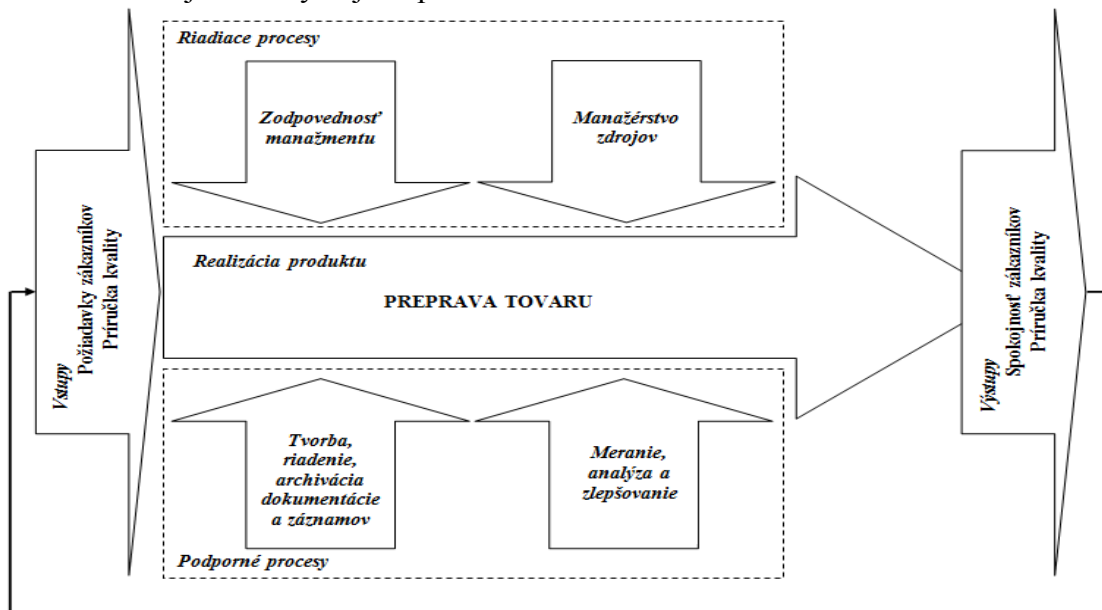 Riadiace procesy
Zodpovednosť
manažmentu
Manažérstvo
zdrojov
Vstupy
Požiadavky zákazníkov
Príručka kvality
Realizácia produktu
PREPRAVA TOVARU
Výstupy
Spokojnosť zákazníkov
Príručka kvality
Tvorba,
riadenie,
archivácia
dokumentácie
a záznamov
Meranie,
analýza a
zlepšovanie
Podporné procesy